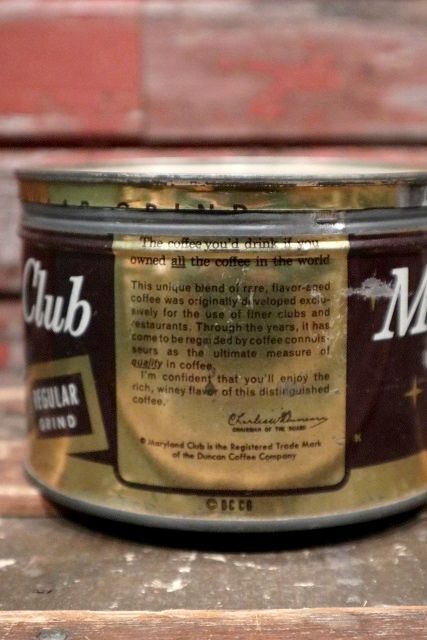 The coffee you'd drink if you
owned all the coffee in the world
This unique blend of rare, flavor-aged
coffee was originally developed exclu-
sively for the use of finer clubs and
restaurants. Through the years, it has
come to be regarded by coffee connois-
seurs as the ultimate measure of
quality in coffee.
I'm confident that you'll enjoy the
rich, winey flavor of this distinguished
coffee.
CHAIRMAN OF THE BOARD
® Maryland Club is the Registered Trade Mark
of the Duncan Coffee Company
© DC CO
Club
REGULAR
GRIND
M